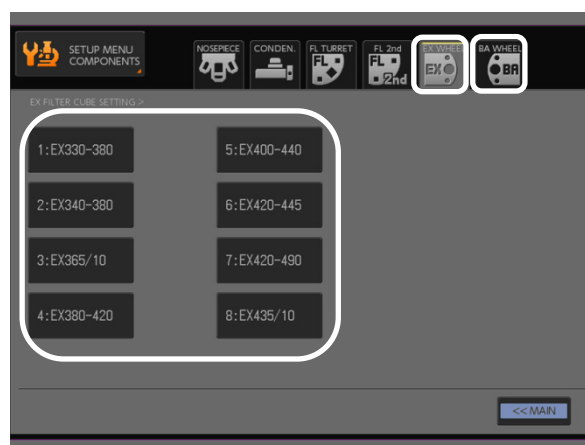 SETUP MENU
COMPONENTS
NOSEPIECE
CONDEN.
FL TURRET
FL 2nd
EX WHEEL
BA WHEEL
FL
FL
2nd
EX
BA
EX FILTER CUBE SETTING >
1:EX330-380
5:EX400-440
2:EX340-380
6:EX420-445
3:EX365/10
7:EX420-490
4:EX380-420
8:EX435/10
<< MAIN